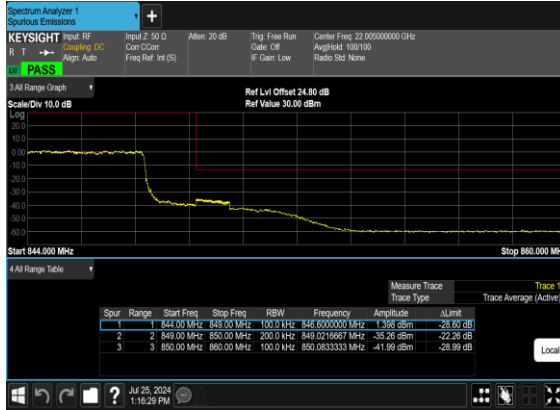 Spectrum Analyzer 1
Spurious Emissions
+
KEYSIGHT Input: RF Input Z: 50 Ω Atten: 20 dB Trig: Free Run Center Freq: 22.005000000 GHz
R T Coupling: DC Corr CCorr Gate: Off Avg|Hold: 100/100
Align: Auto Freq Ref: Int (S) IF Gain: Low Radio Std: None
PASS
3 All Range Graph
Ref Lvl Offset 24.80 dB
Scale/Div 10.0 dB Ref Value 30.00 dBm
Log
20.0
10.0
0.00
-10.0
-20.0
-30.0
-40.0
-50.0
-60.0
Start 844.000 MHz Stop 860.000 MH
4 All Range Table
Measure Trace Trace 1
Trace Type Trace Average (Active)
Spur Range Start Freq Stop Freq RBW Frequency Amplitude ΔLimit
1 1 844.00 MHz 849.00 MHz 100.0 kHz 846.6000000 MHz 1.398 dBm -28.60 dB
2 2 849.00 MHz 850.00 MHz 200.0 kHz 849.0216667 MHz -35.26 dBm -22.26 dB
3 3 850.00 MHz 860.00 MHz 100.0 kHz 850.0833333 MHz -41.99 dBm -28.99 dB
Local
? Jul 25, 2024
1:16:29 PM